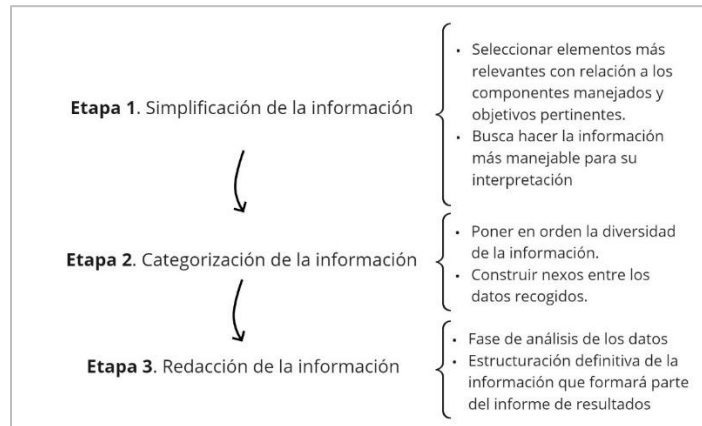 Etapa 1. Simplificación de la información
• Seleccionar elementos más
relevantes con relación a los
componentes manejados y
objetivos pertinentes.
• Busca hacer la información
más manejable para su
interpretación
Etapa 2. Categorización de la información
• Poner en orden la diversidad
de la información.
• Construir nexos entre los
datos recogidos.
Etapa 3. Redacción de la información
• Fase de análisis de los datos
• Estructuración definitiva de la
información que formará parte
del informe de resultados